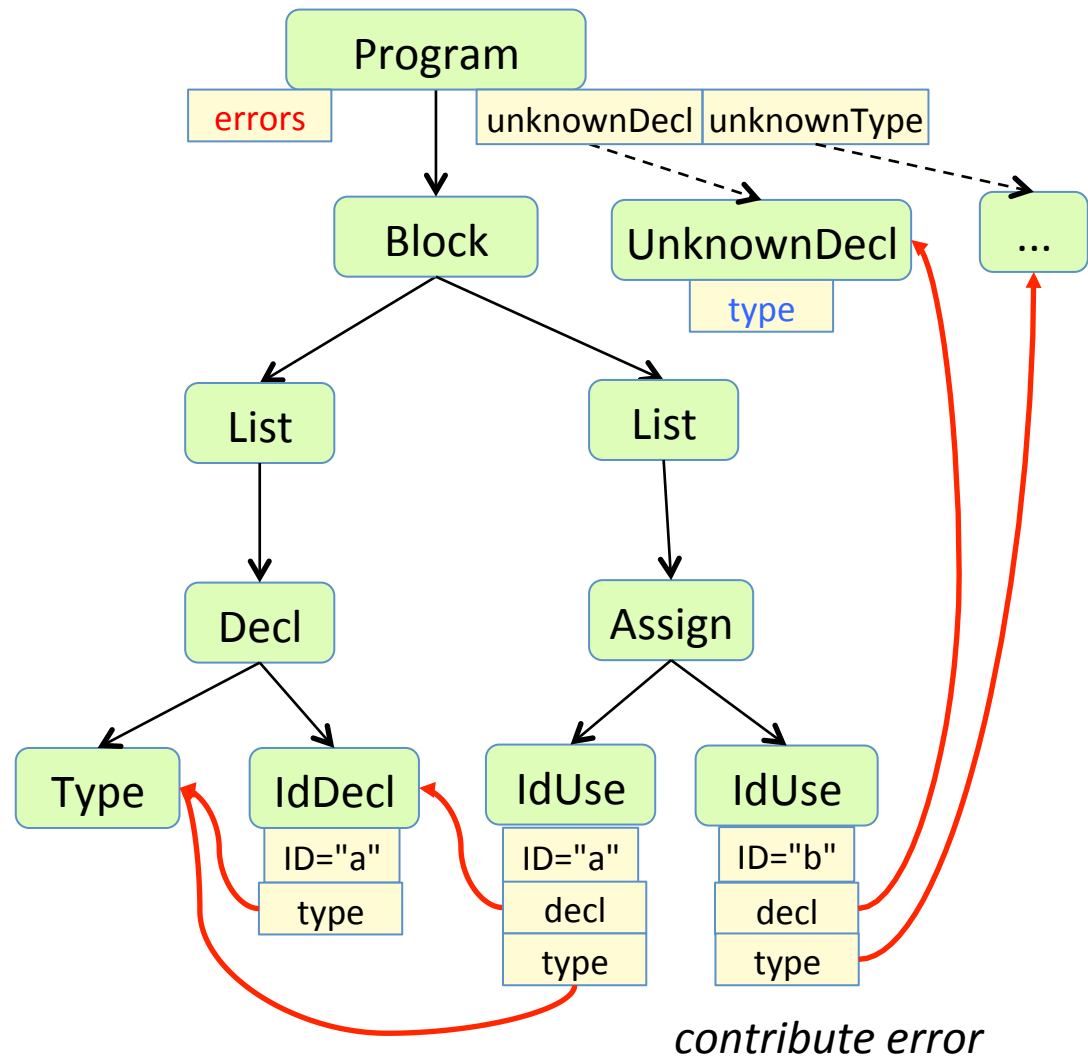 Program
errors
unknownDecl
unknownType
Block
UnknownDecl
...
type
List
List
Decl
Assign
Type
IdDecl
IdUse
IdUse
ID="a"
ID="a"
ID="b"
type
decl
decl
type
type
contribute error